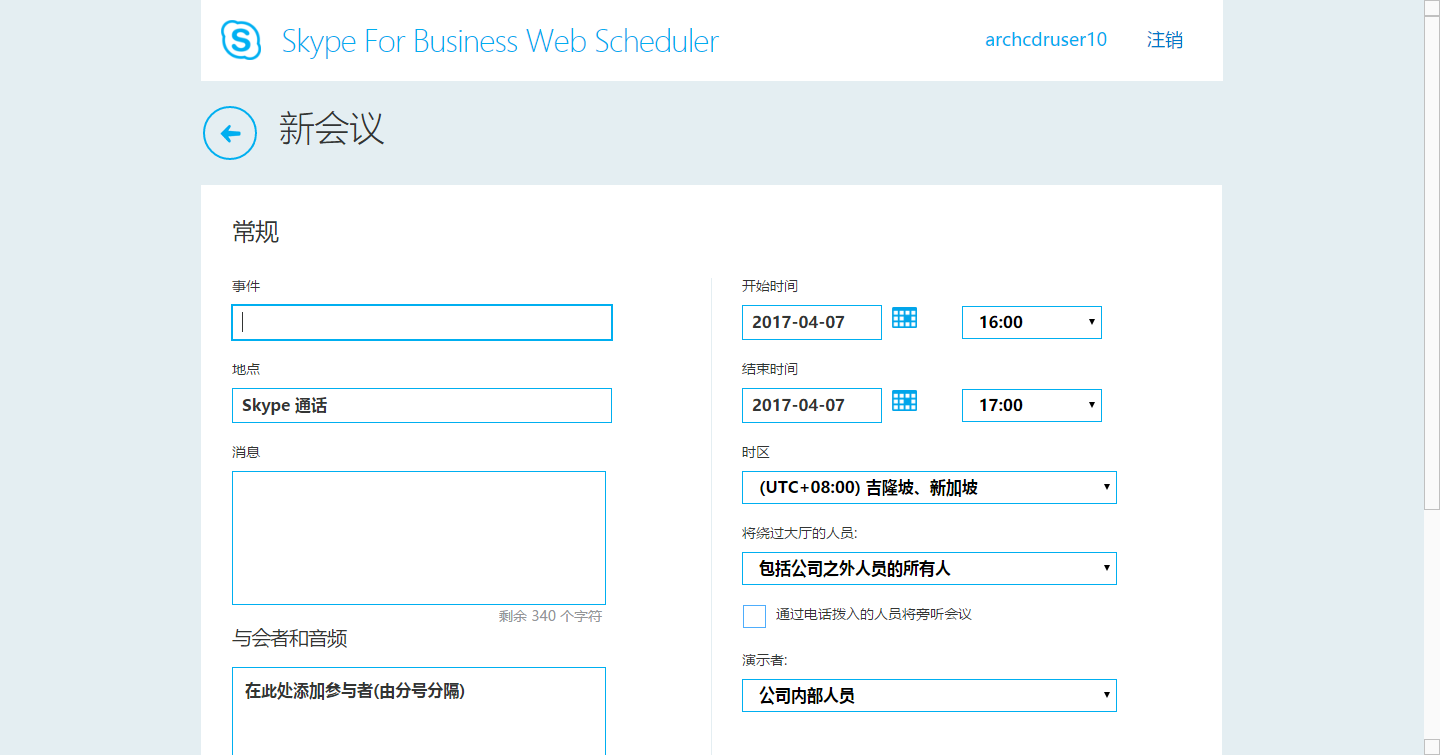 Skype For Business Web Scheduler
archcdruser10
注销
新会议
常规
事件
地点
Skype 通话
消息
剩余 340 个字符
与会者和音频
在此处添加参与者(由分号分隔)
开始时间
2017-04-07
16:00
结束时间
2017-04-07
17:00
时区
(UTC+08:00) 吉隆坡、新加坡
将绕过大厅的人员:
包括公司之外人员的所有人
通过电话拨入的人员将旁听会议
演示者:
公司内部人员